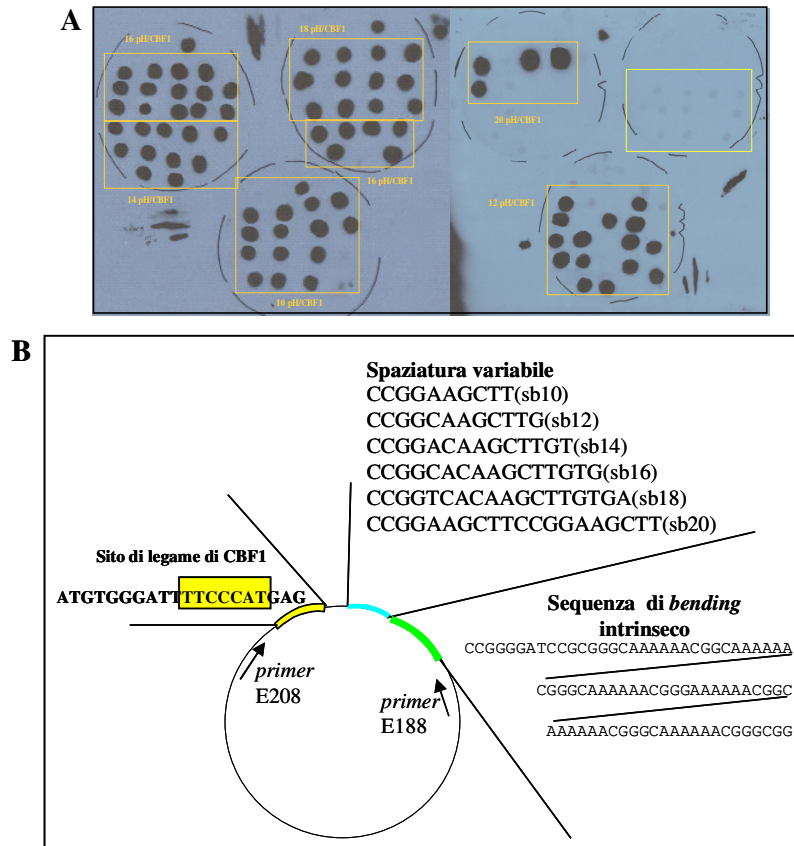 A
16 pH/CBF1
18 pH/CBF1
14 pH/CBF1
16 pH/CBF1
10 pH/CBF1
20 pH/CBF1
12 pH/CBF1
B
Spaziatura variabile
CCGGAAGCTT(sb10)
CCGGCAAGCTTG(sb12)
CCGGACAAGCTTGT(sb14)
CCGGCACAAGCTTGTG(sb16)
CCGGTCACAAGCTTGTGA(sb18)
CCGGAAGCTTCCGGAAGCTT(sb20)
Sito di legame di CBF1
ATGTGGGATTTTCCCATGAG
Sequenza di bending
intrinseco
CCGGGGATCCGCGGGCAAAAAACGGCAAAAAA
CGGGCAAAAAACGGGAAAAAACGGC
AAAAAACGGGCAAAAAACGGGCGG
primer
E208
primer
E188